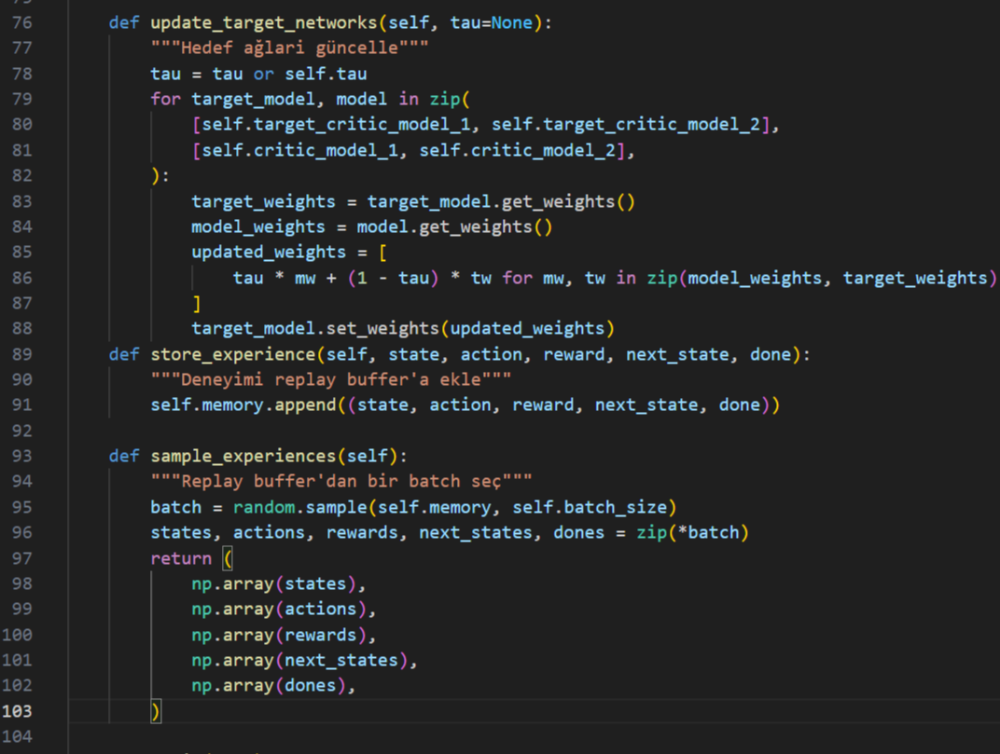 76 def update_target_networks(self, tau=None):
77 """Hedef ağlari güncelle"""
78 tau = tau or self.tau
79 for target_model, model in zip(
80 [self.target_critic_model_1, self.target_critic_model_2],
81 [self.critic_model_1, self.critic_model_2],
82 ):
83 target_weights = target_model.get_weights()
84 model_weights = model.get_weights()
85 updated_weights = [
86 tau * mw + (1 - tau) * tw for mw, tw in zip(model_weights, target_weights)
87 ]
88 target_model.set_weights(updated_weights)
89 def store_experience(self, state, action, reward, next_state, done):
90 """Deneyimi replay buffer'a ekle"""
91 self.memory.append((state, action, reward, next_state, done))
92
93 def sample_experiences(self):
94 """Replay buffer'dan bir batch seç"""
95 batch = random.sample(self.memory, self.batch_size)
96 states, actions, rewards, next_states, dones = zip(*batch)
97 return (
98 np.array(states),
99 np.array(actions),
100 np.array(rewards),
101 np.array(next_states),
102 np.array(dones),
103 )
104